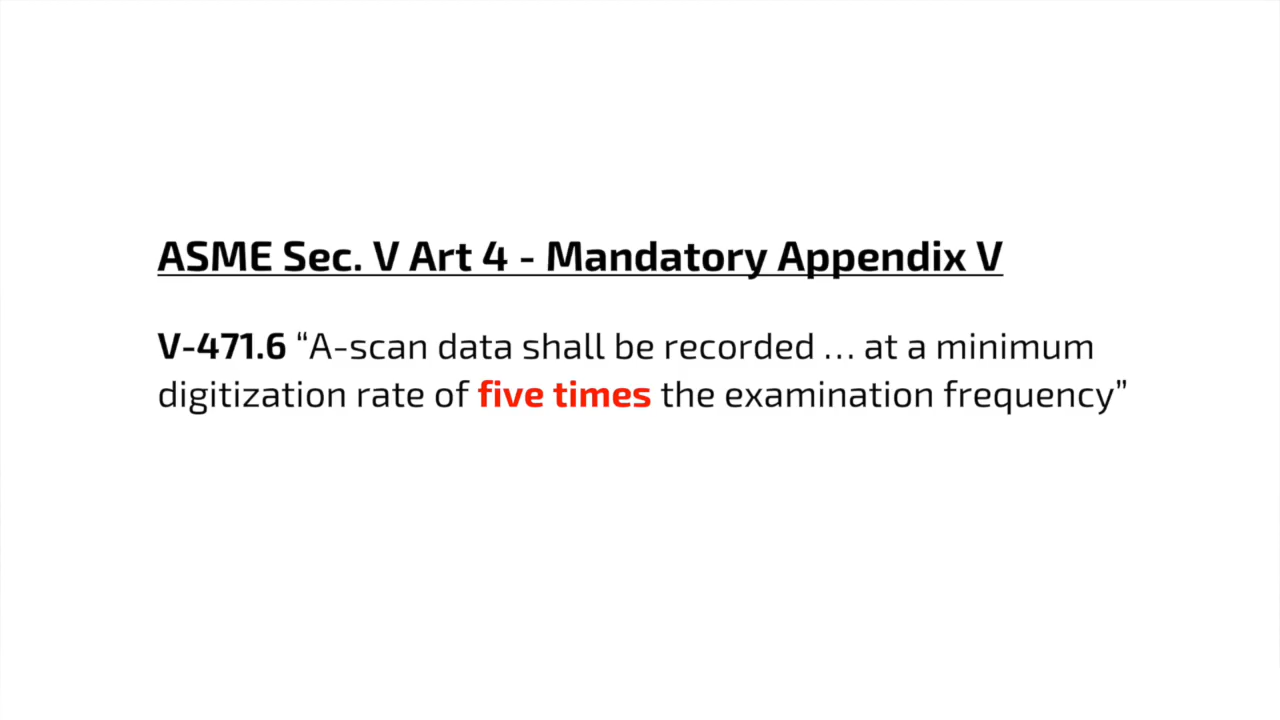 ASME Sec. V Art 4 - Mandatory Appendix V
V-471.6 “A-scan data shall be recorded … at a minimum
digitization rate of five times the examination frequency”